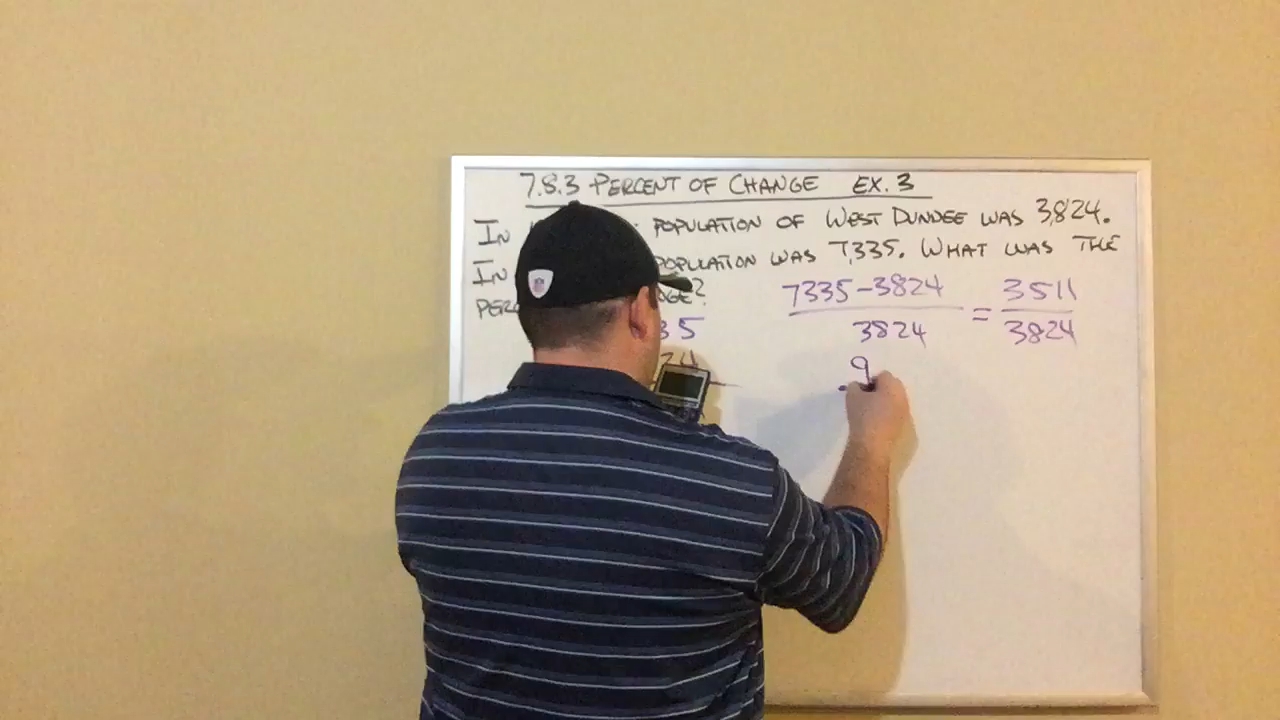 7.8.3 PERCENT OF CHANGE EX. 3
IN POPULATION OF WEST DUNDEE WAS 3,824.
IN POPULATION WAS 7,335. WHAT WAS THE
7335-3824
3824
= 3511
3824
35
24
.9